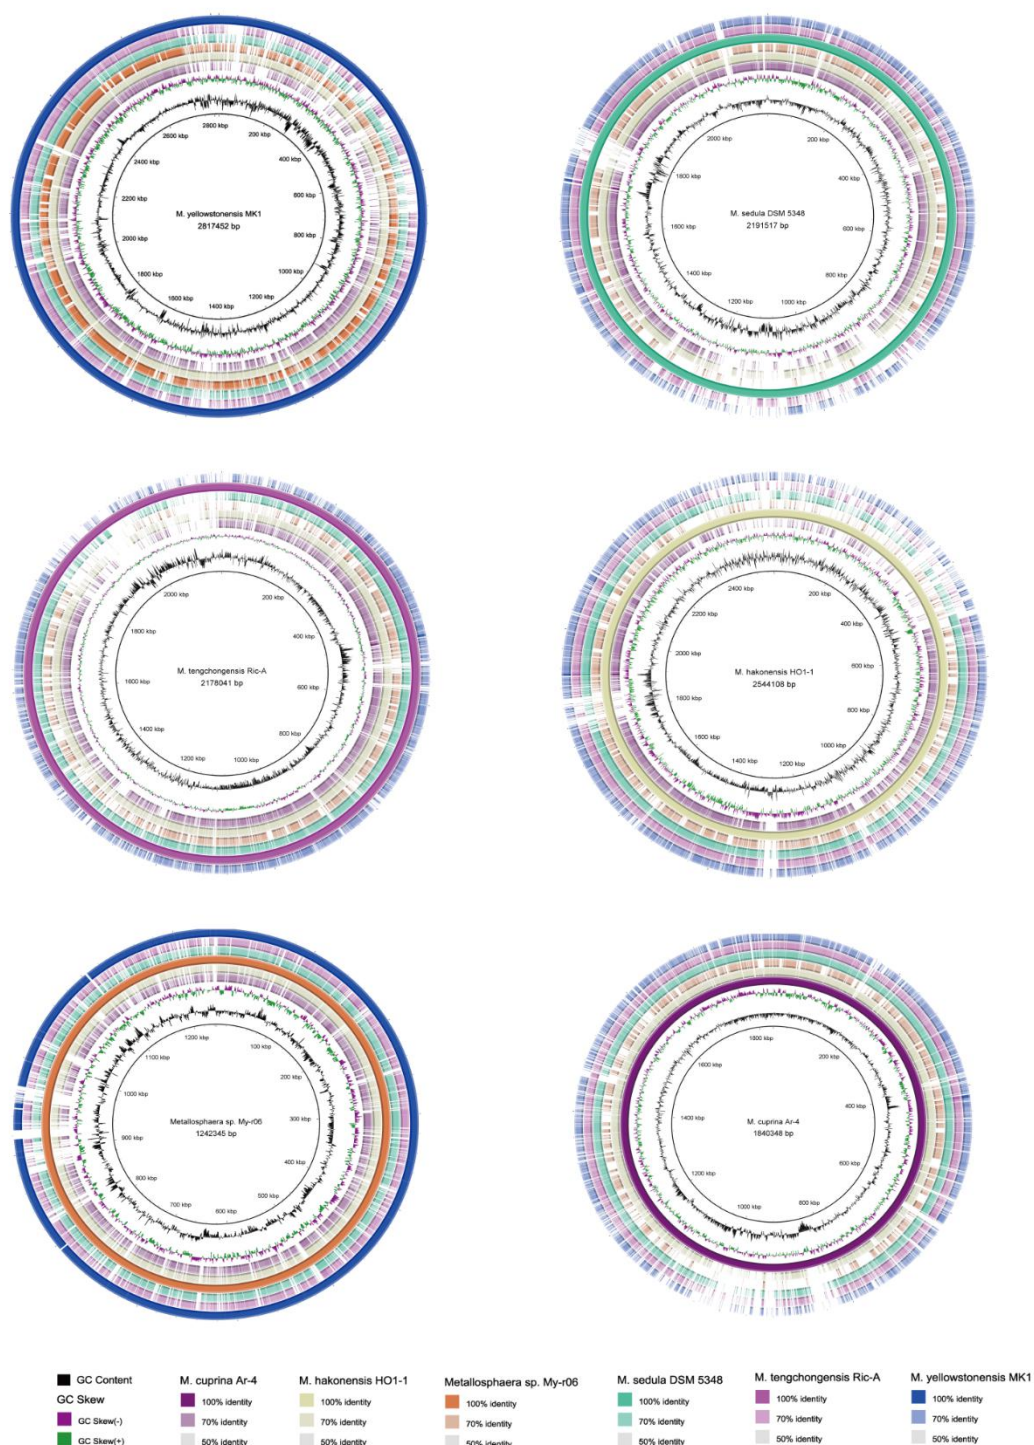 2800 kbp
200 kbp
400 kbp
600 kbp
800 kbp
1000 kbp
1200 kbp
1400 kbp
1600 kbp
1800 kbp
2000 kbp
2200 kbp
2400 kbp
2600 kbp
M. yellowstonensis MK1
2817452 bp
200 kbp
400 kbp
600 kbp
800 kbp
1000 kbp
1200 kbp
1400 kbp
1600 kbp
1800 kbp
2000 kbp
M. sedula DSM 5348
2191517 bp
200 kbp
400 kbp
600 kbp
800 kbp
1000 kbp
1200 kbp
1400 kbp
1600 kbp
1800 kbp
2000 kbp
M. tengchongensis Ric-A
2178041 bp
200 kbp
400 kbp
600 kbp
800 kbp
1000 kbp
1200 kbp
1400 kbp
1600 kbp
1800 kbp
2000 kbp
2200 kbp
2400 kbp
M. hakonensis HO1-1
2544108 bp
100 kbp
200 kbp
300 kbp
400 kbp
500 kbp
600 kbp
700 kbp
800 kbp
900 kbp
1000 kbp
1100 kbp
1200 kbp
Metallosphaera sp. My-r06
1242345 bp
200 kbp
400 kbp
600 kbp
800 kbp
1000 kbp
1200 kbp
1400 kbp
1600 kbp
1800 kbp
M. cuprina Ar-4
1840348 bp
GC Content
GC Skew
GC Skew(-)
GC Skew(+)
M. cuprina Ar-4
100% identity
70% identity
50% identity
M. hakonensis HO1-1
100% identity
70% identity
50% identity
Metallosphaera sp. My-r06
100% identity
70% identity
50% identity
M. sedula DSM 5348
100% identity
70% identity
50% identity
M. tengchongensis Ric-A
100% identity
70% identity
50% identity
M. yellowstonensis MK1
100% identity
70% identity
50% identity